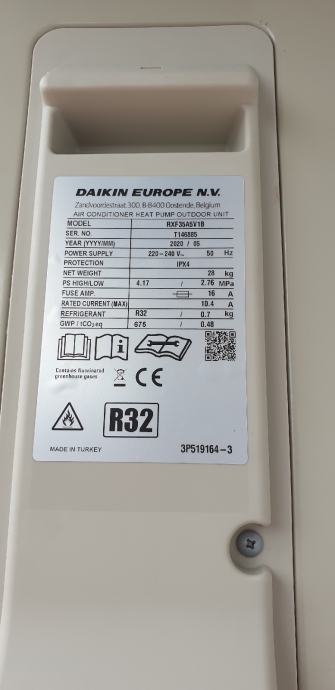 DAIKIN EUROPE N.V.
Zandvoordestraat 300, B-8400 Oostende, Belgium
AIR CONDITIONER HEAT PUMP OUTDOOR UNIT
MODEL RXF35A5V1B
SER. NO. T146885
YEAR (YYYY/MM) 2020 / 05
POWER SUPPLY 220-240 V~ 50 Hz
PROTECTION IPX4
NET WEIGHT 28 kg
PS HIGH/LOW 4.17 / 2.76 MPa
FUSE AMP. 16 A
RATED CURRENT (MAX) 10.4 A
REFRIGERANT R32 / 0.7 kg
GWP / tCO2eq 675 / 0.48
Contains fluorinated
greenhouse gases
CE
R32
MADE IN TURKEY 3P519164-3